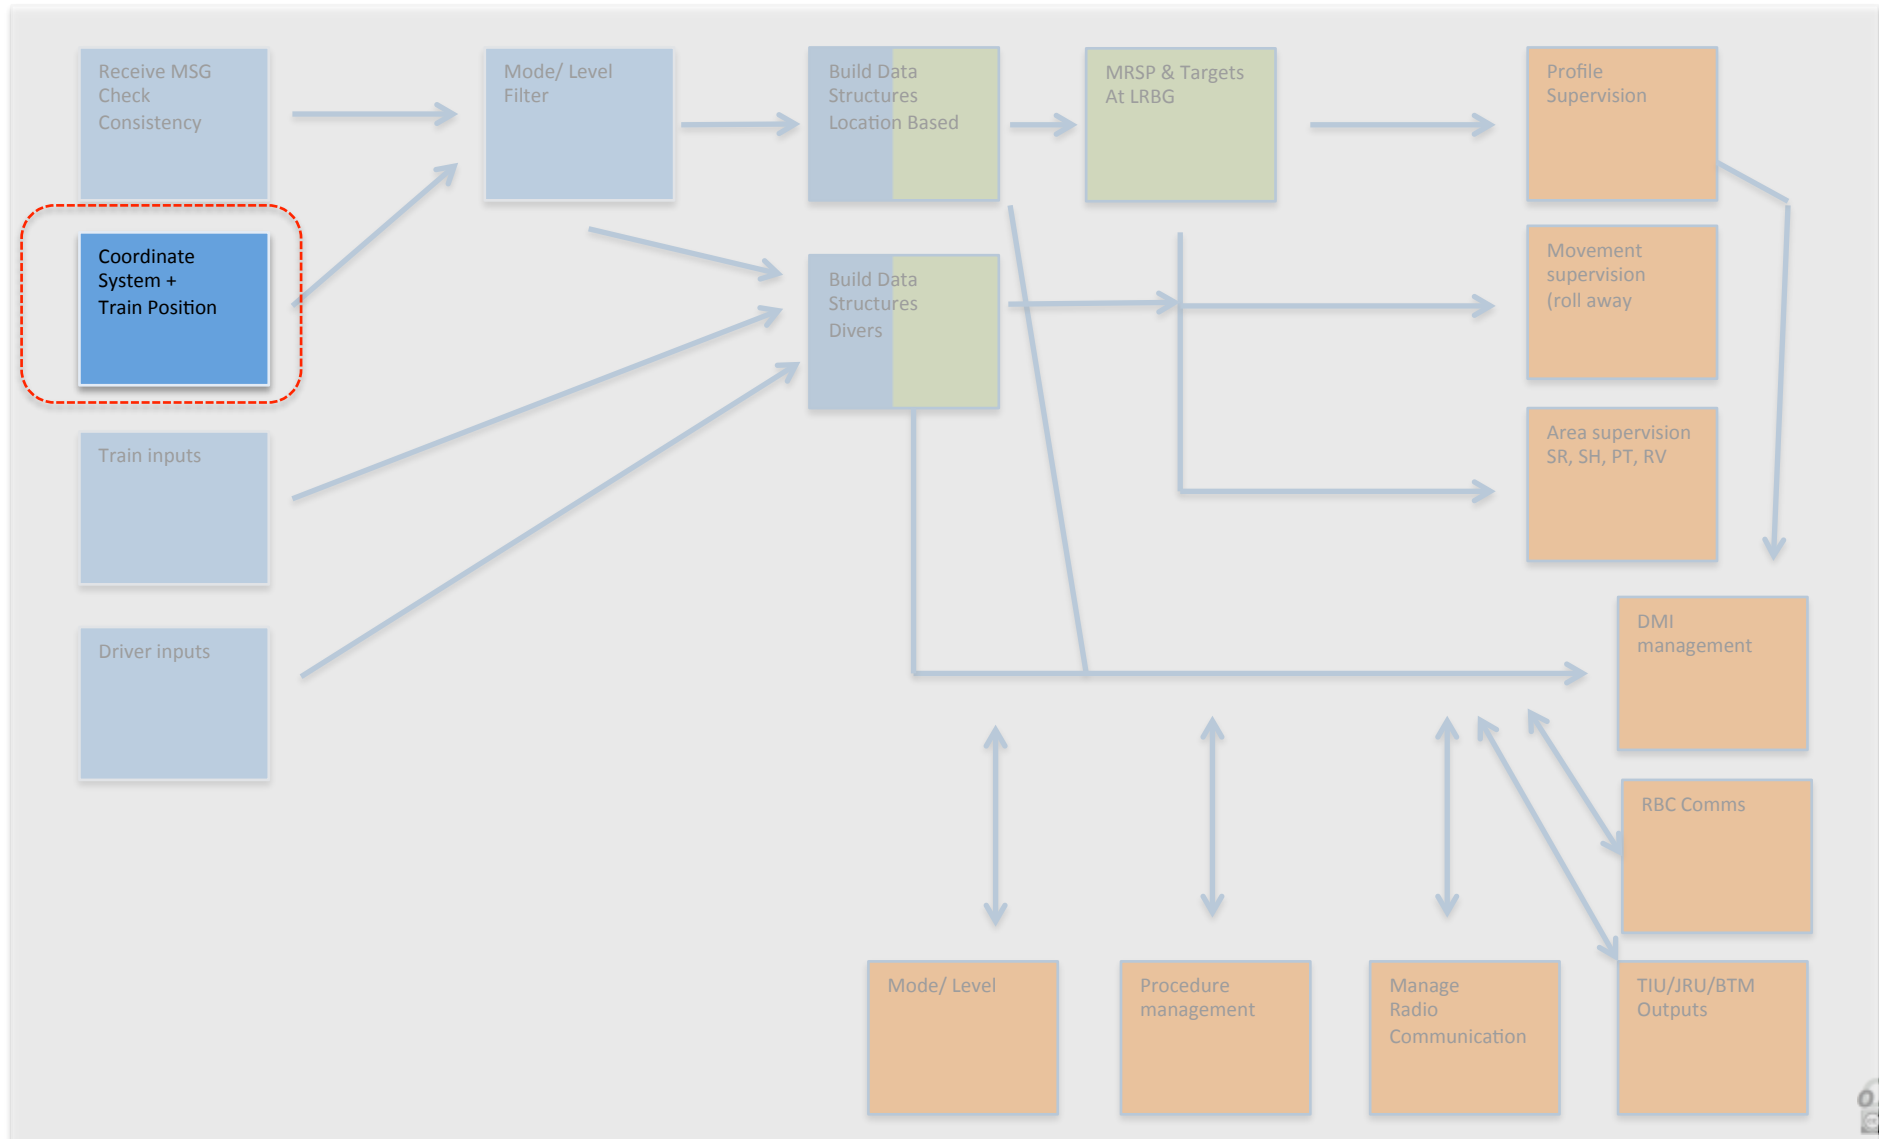 Receive MSG
Check
Consistency
Mode/ Level
Filter
Build Data
Structures
Location Based
MRSP & Targets
At LRBG
Profile
Supervision
Coordinate
System +
Train Position
Build Data
Structures
Divers
Movement
supervision
(roll away
Train inputs
Area supervision
SR, SH, PT, RV
Driver inputs
DMI
management
RBC Comms
Mode/ Level
Procedure
management
Manage
Radio
Communication
TIU/JRU/BTM
Outputs